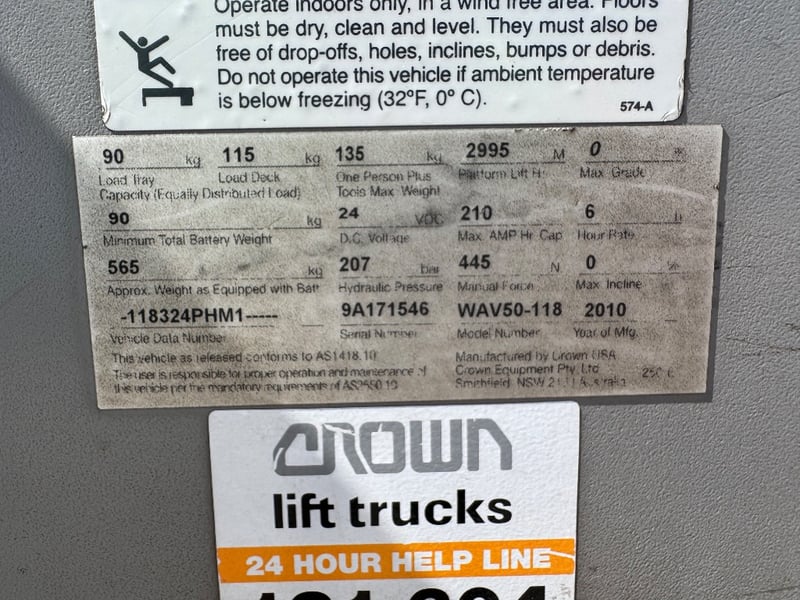 Operate indoors only, in a wind free area. Floors
must be dry, clean and level. They must also be
free of drop-offs, holes, inclines, bumps or debris.
Do not operate this vehicle if ambient temperature
is below freezing (32ºF, 0º C).
574-A
90 kg 115 kg 135 kg 2995 M 0 %
Load Tray Load Deck One Person Plus Platform Lift Ht Max Grade
Capacity (Equally Distributed Load) Tools Max Weight
90 kg 24 VDC 210 6
Minimum Total Battery Weight D.C. Voltage Max. AMP Hr. Cap Hour Rate
565 kg 207 bar 445 N 0 %
Approx. Weight as Equipped with Batt Hydraulic Pressure Manual Force Max Incline
-118324PHM1----- 9A171546 WAV50-118 2010
Vehicle Data Number Serial Number Model Number Year of Mfg.
This vehicle as released conforms to AS1418.10 Manufactured by Crown USA
The user is responsible for proper operation and maintenance of Crown Equipment Pty. Ltd
this vehicle per the mandatory requirements of AS2550.10 Smithfield, NSW Australia
CROWN
lift trucks
24 HOUR HELP LINE